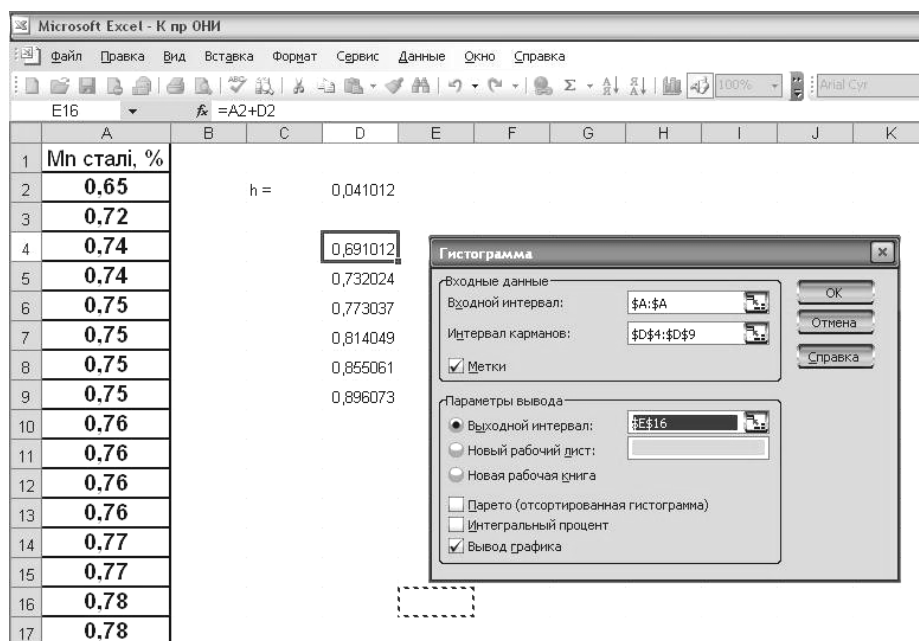 Microsoft Excel - К пр ОНИ
Файл Правка Вид Вставка Формат Сервис Данные Окно Справка
100% Arial Cyr
E16 fx =A2+D2
A B C D E F G H I J K
1 Mn сталі, %
2 0,65 h = 0,041012
3 0,72
4 0,74 0,691012
5 0,74 0,732024
6 0,75 0,773037
7 0,75 0,814049
8 0,75 0,855061
9 0,75 0,896073
10 0,76
11 0,76
12 0,76
13 0,76
14 0,77
15 0,77
16 0,78
17 0,78
Гистограмма
Входные данные
Входной интервал: $A:$A
Интервал карманов: $D$4:$D$9
Метки
ОК
Отмена
Справка
Параметры вывода
Выходной интервал: $E$16
Новый рабочий лист:
Новая рабочая книга
Парето (отсортированная гистограмма)
Интегральный процент
Вывод графика